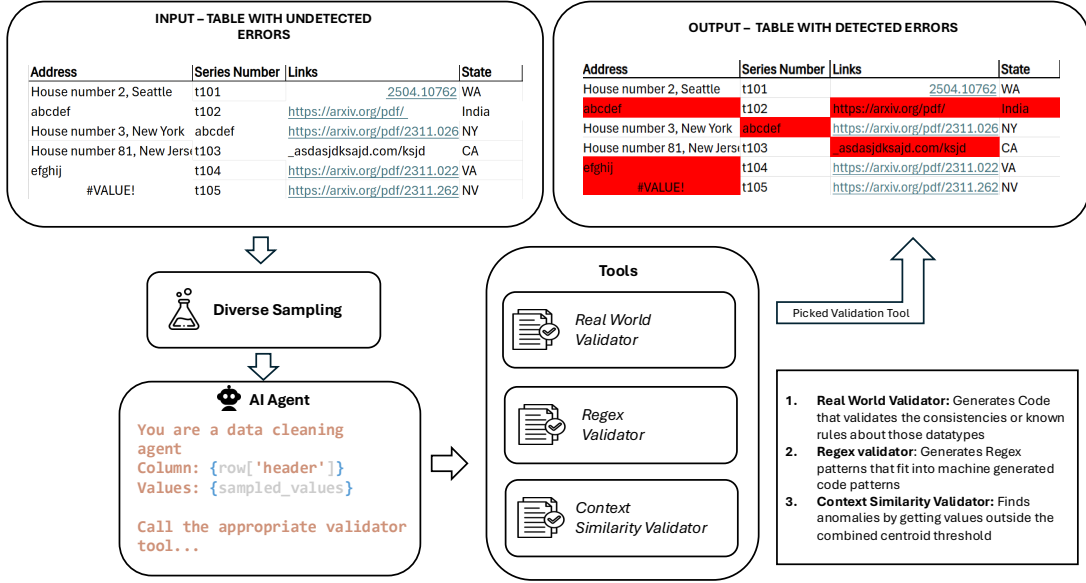 INPUT – TABLE WITH UNDETECTED
ERRORS
Address Series Number Links State
House number 2, Seattle t101 2504.10762 WA
abcdef t102 https://arxiv.org/pdf/ India
House number 3, New York abcdef https://arxiv.org/pdf/2311.026 NY
House number 81, New Jers t103 _asdasjdksajd.com/ksjd CA
efghij t104 https://arxiv.org/pdf/2311.022 VA
#VALUE! t105 https://arxiv.org/pdf/2311.262 NV
OUTPUT – TABLE WITH DETECTED ERRORS
Address Series Number Links State
House number 2, Seattle t101 2504.10762 WA
abcdef t102 https://arxiv.org/pdf/ India
House number 3, New York abcdef https://arxiv.org/pdf/2311.026 NY
House number 81, New Jers t103 _asdasjdksajd.com/ksjd CA
efghij t104 https://arxiv.org/pdf/2311.022 VA
#VALUE! t105 https://arxiv.org/pdf/2311.262 NV
Diverse Sampling
AI Agent
You are a data cleaning
agent
Column: {row['header']}
Values: {sampled_values}
Call the appropriate validator
tool...
Tools
Real World
Validator
Regex
Validator
Context
Similarity Validator
Picked Validation Tool
1. Real World Validator: Generates Code
that validates the consistencies or known
rules about those datatypes
2. Regex validator: Generates Regex
patterns that fit into machine generated
code patterns
3. Context Similarity Validator: Finds
anomalies by getting values outside the
combined centroid threshold